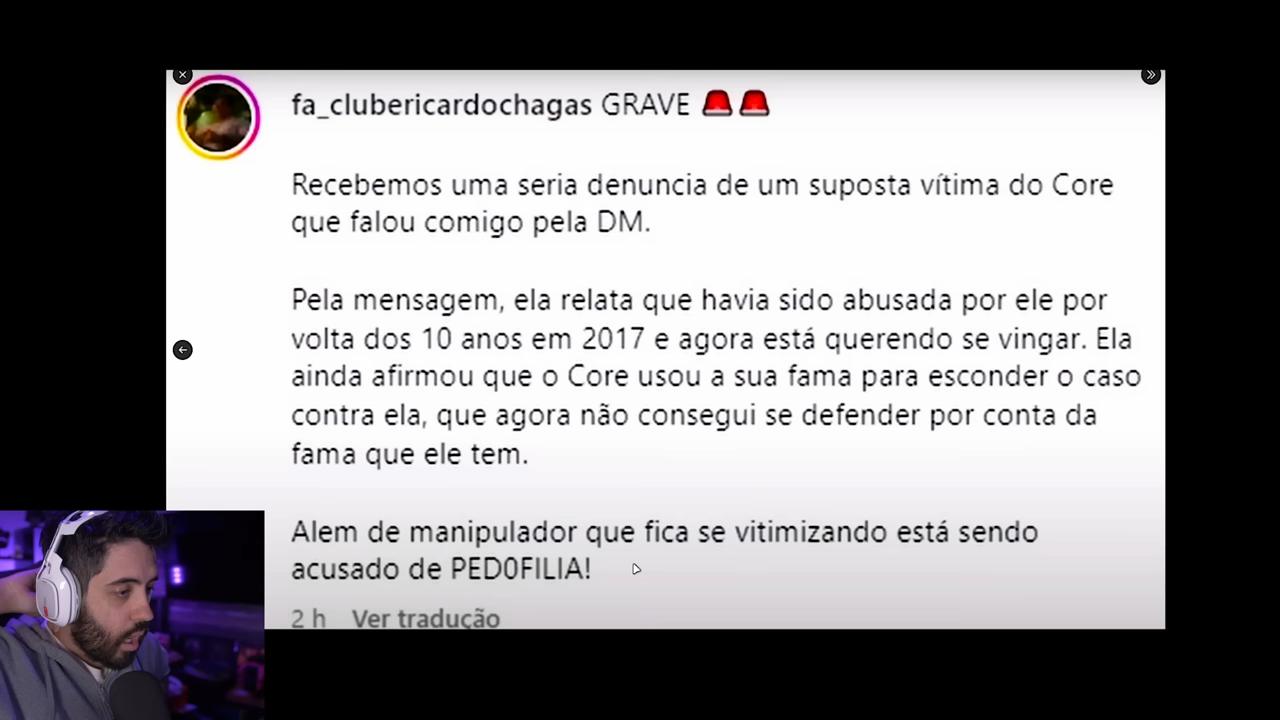 fa_clubericardochagas GRAVE 🚨🚨
Recebemos uma seria denuncia de um suposta vítima do Core
que falou comigo pela DM.
Pela mensagem, ela relata que havia sido abusada por ele por
volta dos 10 anos em 2017 e agora está querendo se vingar. Ela
ainda afirmou que o Core usou a sua fama para esconder o caso
contra ela, que agora não consegui se defender por conta da
fama que ele tem.
Alem de manipulador que fica se vitimizando está sendo
acusado de PED0FILIA!
2 h Ver tradução